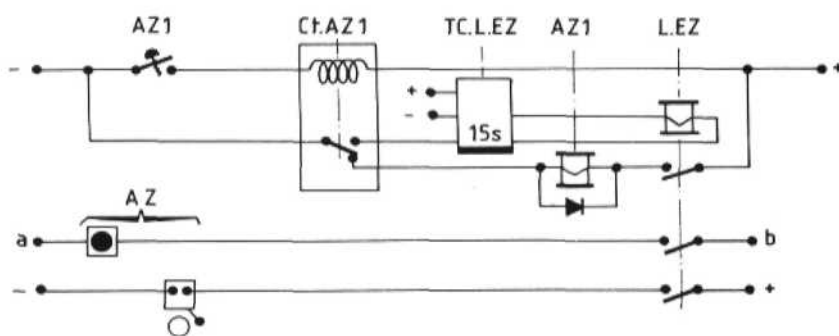 AZ1 Ct.AZ1 TC.L.EZ AZ1 L.EZ
- +
+
-
15s
AZ
a b
- +